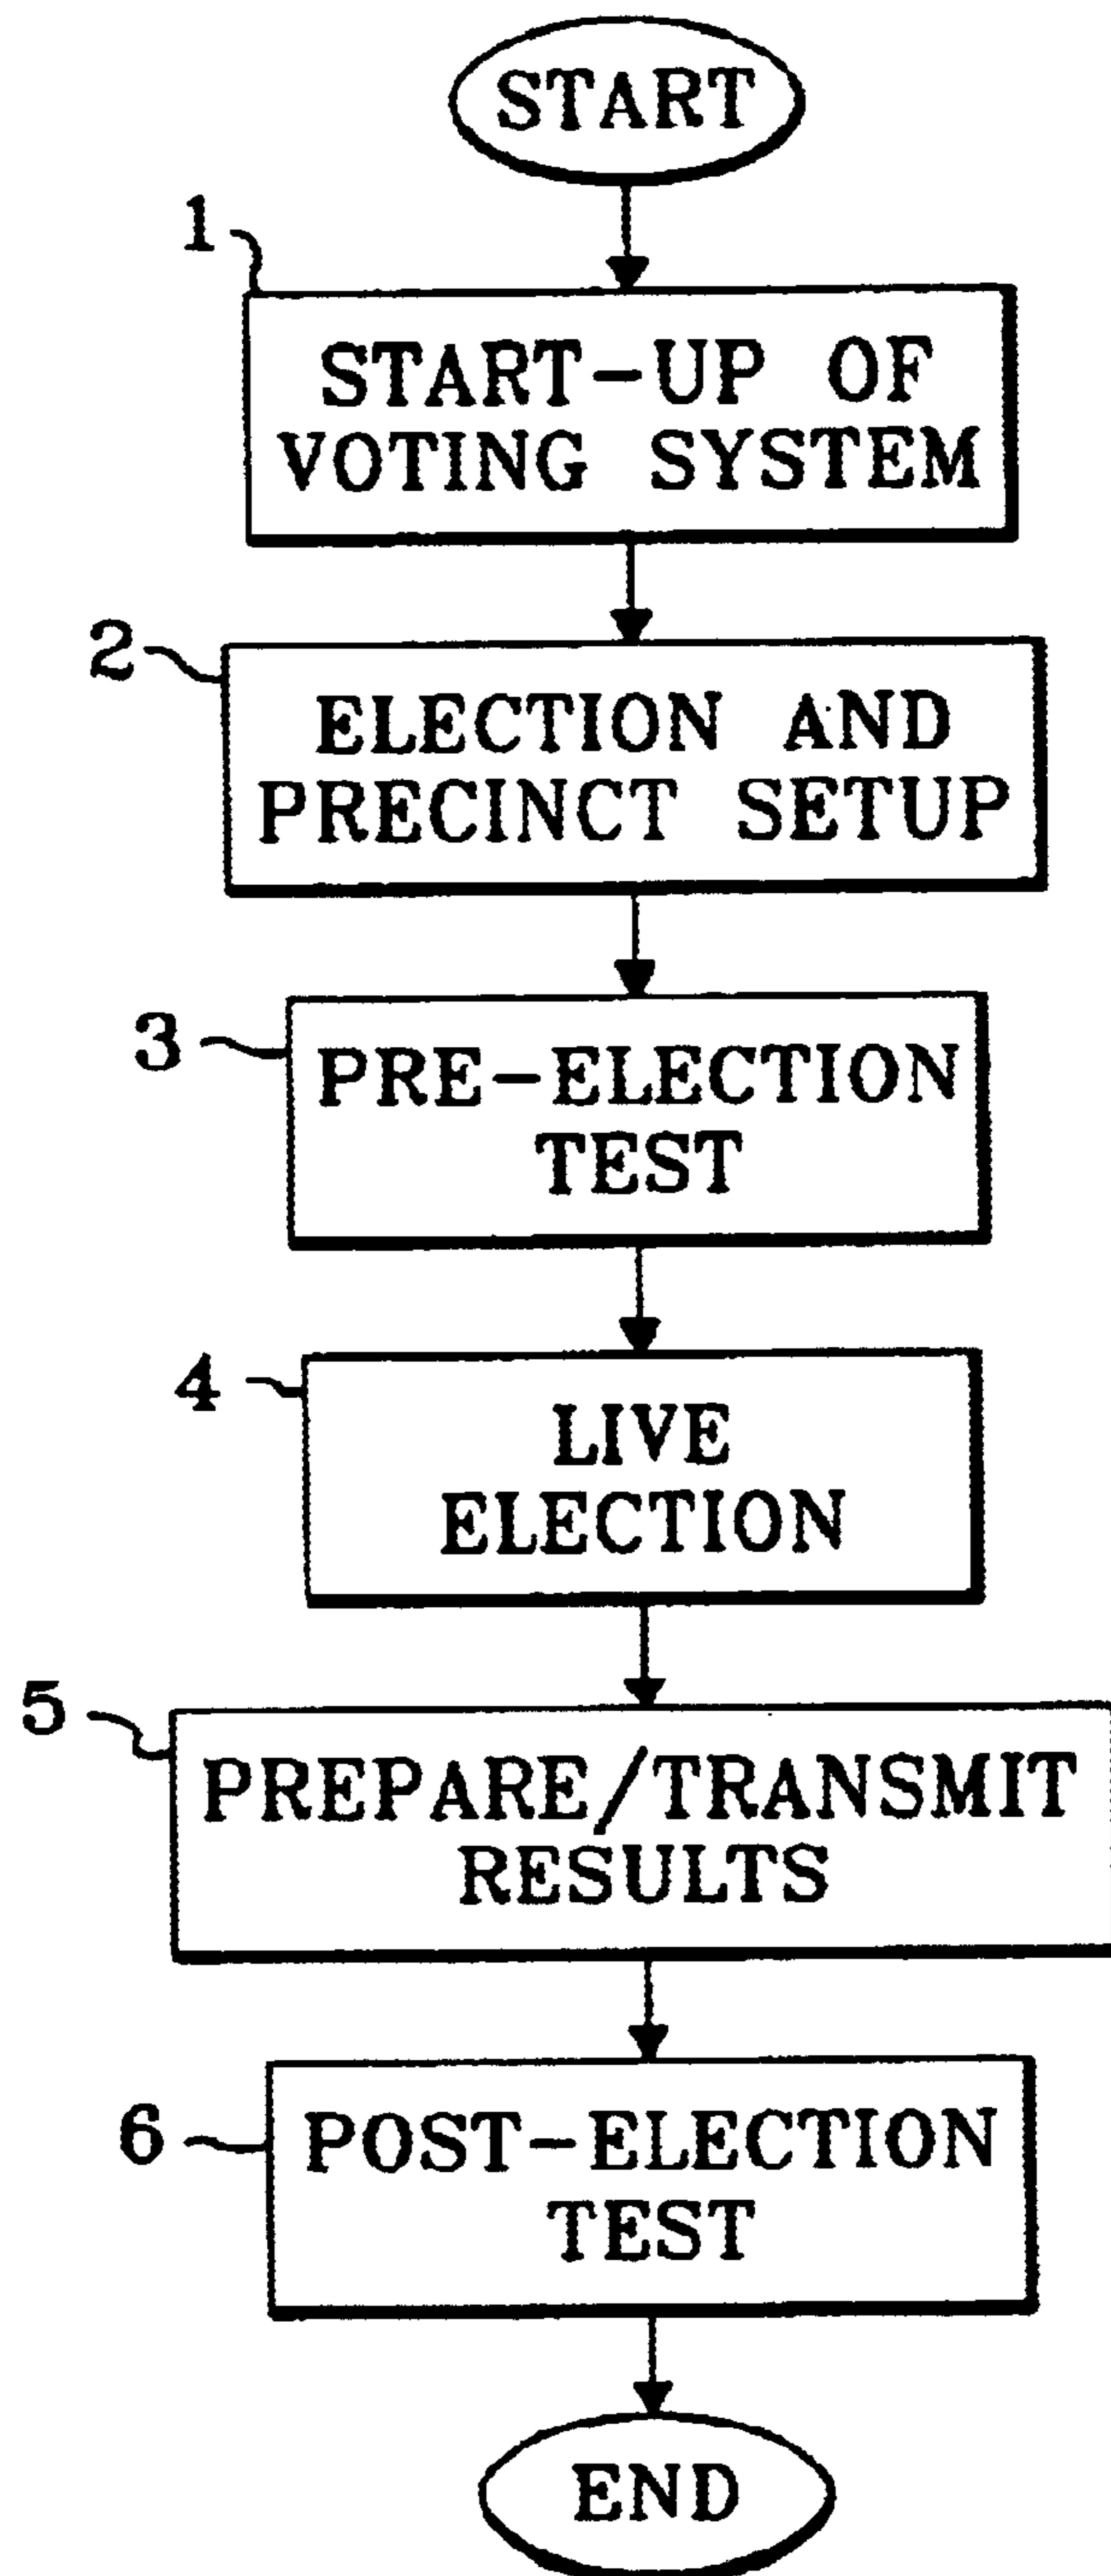 START
1
START-UP OF
VOTING SYSTEM
2
ELECTION AND
PRECINCT SETUP
3
PRE-ELECTION
TEST
4
LIVE
ELECTION
5
PREPARE/TRANSMIT
RESULTS
6
POST-ELECTION
TEST
END